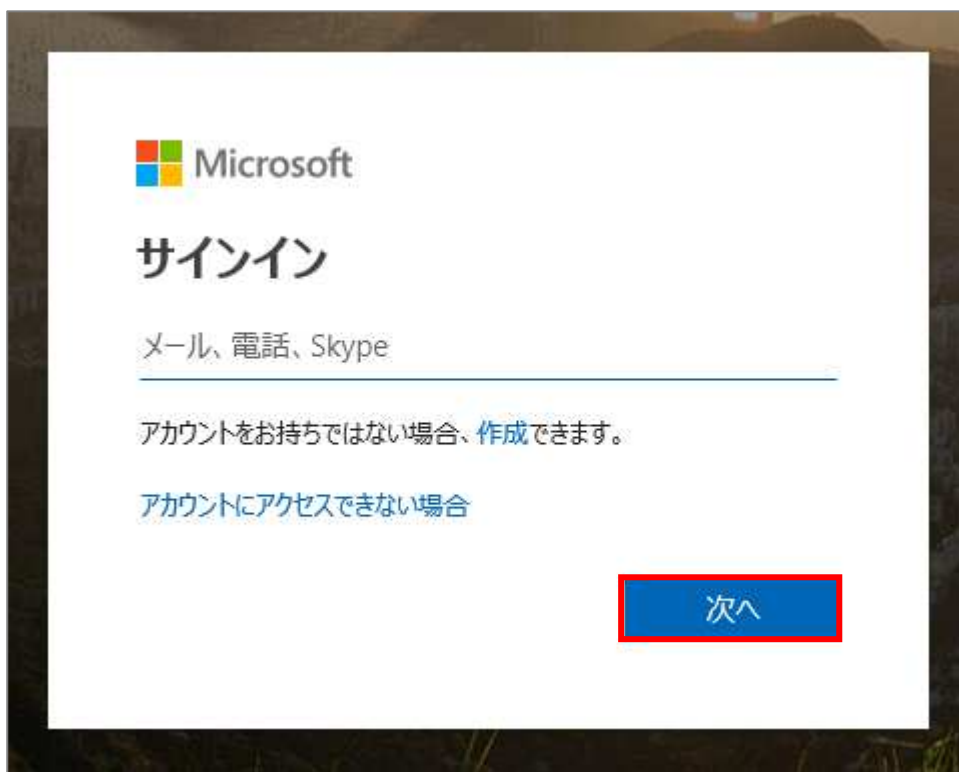 Microsoft
サインイン
メール、電話、Skype
アカウントをお持ちではない場合、作成できます。
アカウントにアクセスできない場合
次へ